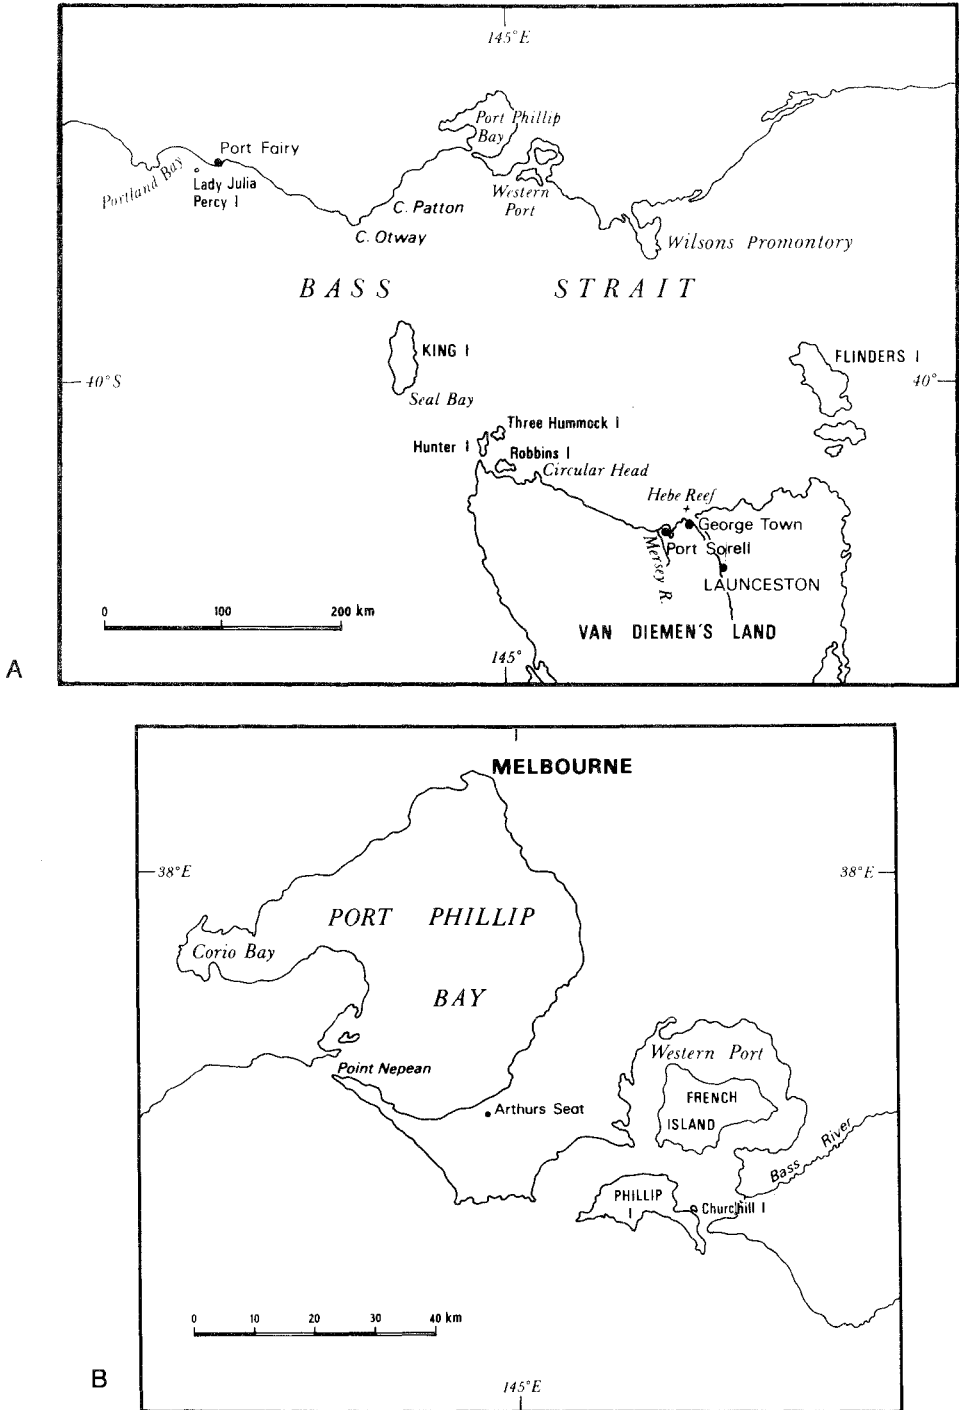 145°E
Port Phillip
Bay
Port Fairy
Portland Bay
Lady Julia
Percy I
Western
Port
C. Patton
C. Otway
Wilsons Promontory
BASS STRAIT
KING I
FLINDERS I
40°S
40°
Seal Bay
Three Hummock I
Hunter I
Robbins I
Circular Head
Hebe Reef
George Town
Port Sorell
Mersey R.
LAUNCESTON
0 100 200 km
VAN DIEMEN'S LAND
145°
A
MELBOURNE
38°E
38°E
PORT PHILLIP
BAY
Corio Bay
Point Nepean
Western Port
FRENCH
ISLAND
Arthurs Seat
Bass River
PHILLIP
I
Churchill I
0 10 20 30 40 km
B
145°E